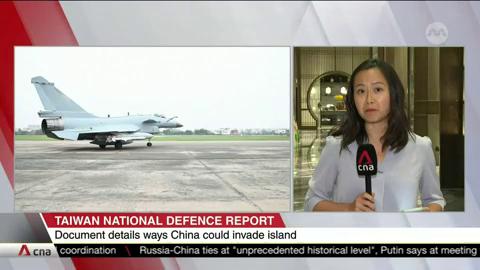 cna
TAIWAN NATIONAL DEFENCE REPORT
Document details ways China could invade island
cna coordination Russia-China ties at "unprecedented historical level", Putin says at meeting